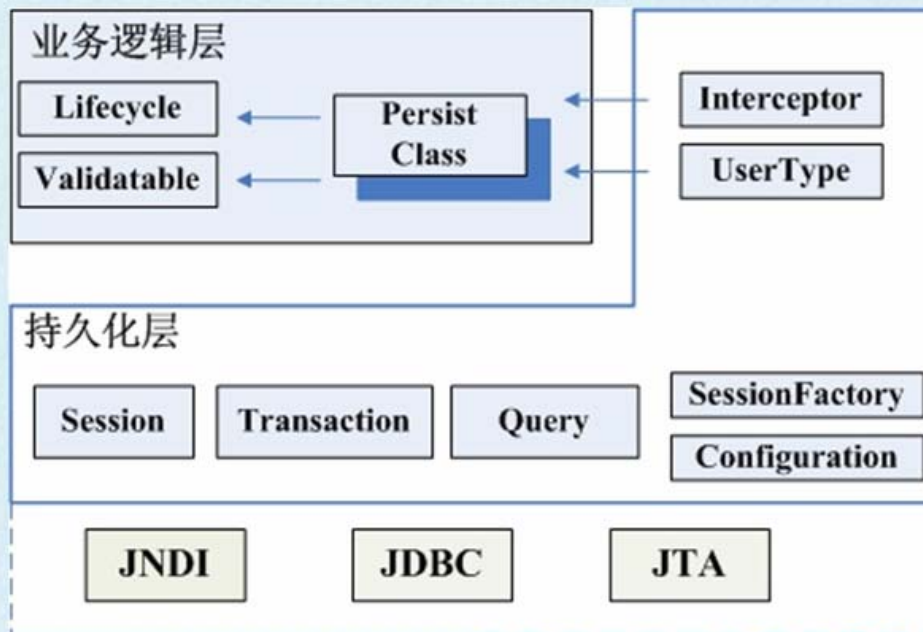 业务逻辑层
Lifecycle
Validatable
Persist
Class
Interceptor
UserType
持久化层
Session
Transaction
Query
SessionFactory
Configuration
JNDI
JDBC
JTA